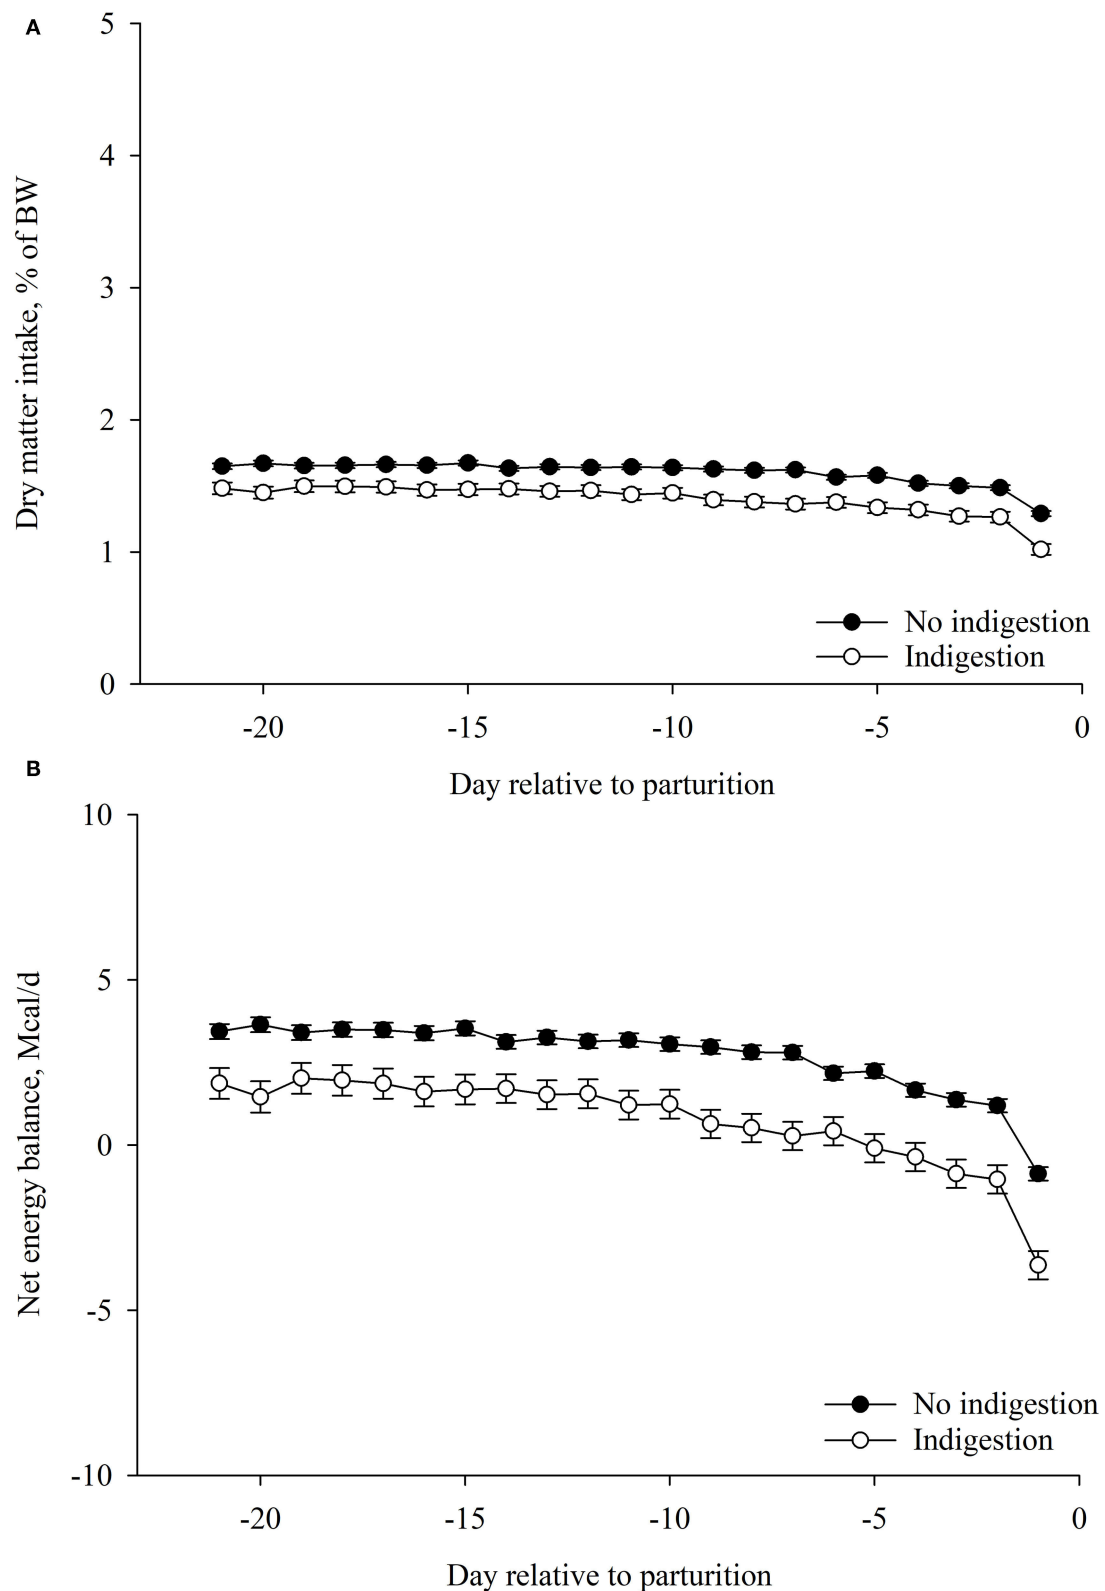 A
5
4
3
2
1
0
Dry matter intake, % of BW
No indigestion
Indigestion
-20 -15 -10 -5 0
Day relative to parturition
B
10
5
0
-5
-10
Net energy balance, Mcal/d
No indigestion
Indigestion
-20 -15 -10 -5 0
Day relative to parturition